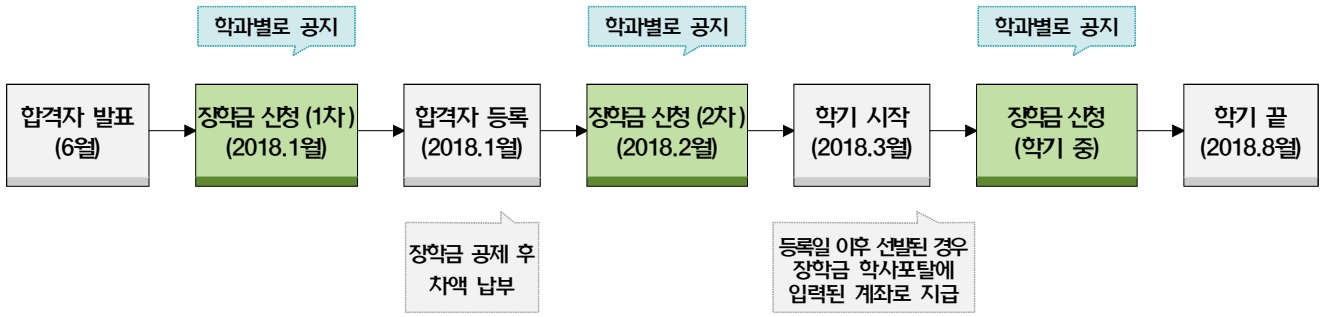 학과별로 공지
학과별로 공지
학과별로 공지
합격자 발표
(6월)
장학금 신청 (1차)
(2018.1월)
합격자 등록
(2018.1월)
장학금 신청 (2차)
(2018.2월)
학기 시작
(2018.3월)
장학금 신청
(학기 중)
학기 끝
(2018.8월)
장학금 공제 후
차액 납부
등록일 이후 선발된 경우
장학금 학사포탈에
입력된 계좌로 지급